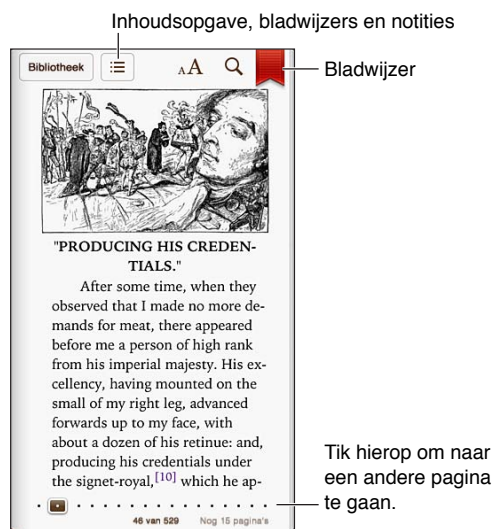 Inhoudsopgave, bladwijzers en notities
Bibliotheek
AA
Bladwijzer
"PRODUCING HIS CREDEN-
TIALS."
After some time, when they
observed that I made no more de-
mands for meat, there appeared
before me a person of high rank
from his imperial majesty. His ex-
cellency, having mounted on the
small of my right leg, advanced
forwards up to my face, with
about a dozen of his retinue: and,
producing his credentials under
the signet-royal,[10] which he ap-
Tik hierop om naar
een andere pagina
te gaan.
46 van 529 Nog 15 pagina's